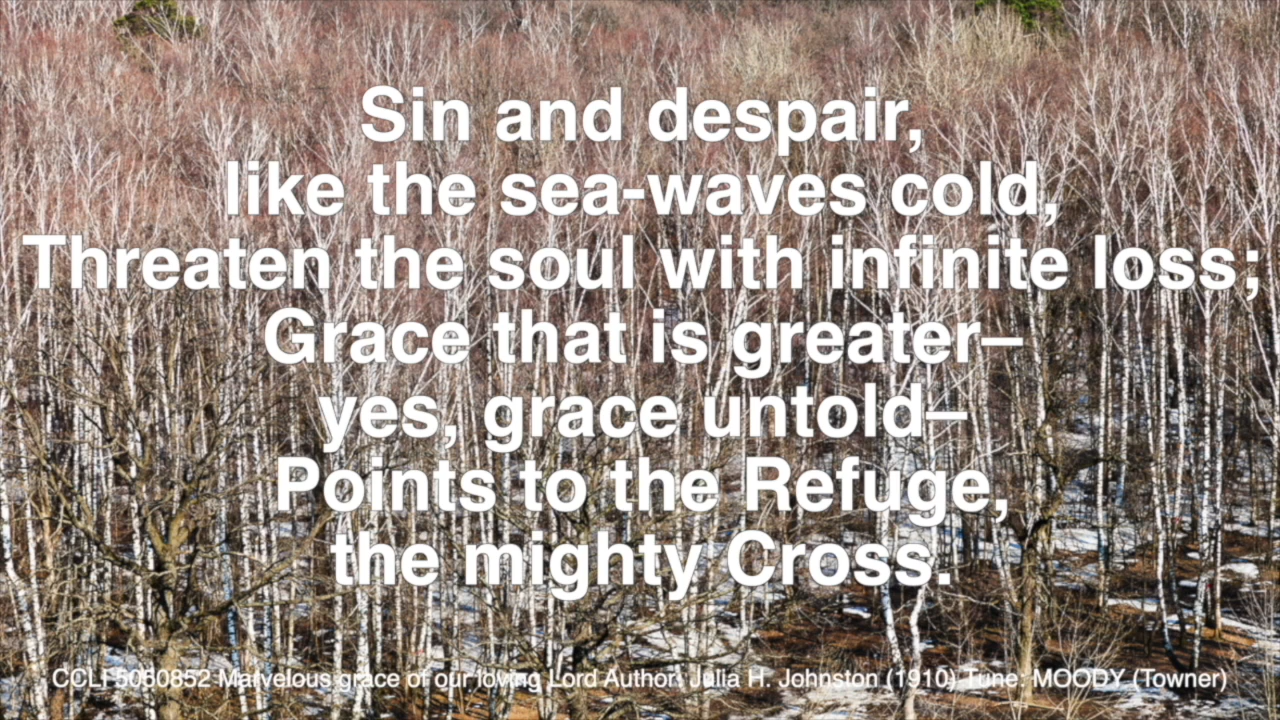 Sin and despair,
like the sea-waves cold,
Threaten the soul with infinite loss;
Grace that is greater–
yes, grace untold–
Points to the Refuge,
the mighty Cross.
CCLI 5060852 Marvelous grace of our loving Lord Author: Julia H. Johnston (1910) Tune: MOODY (Towner)